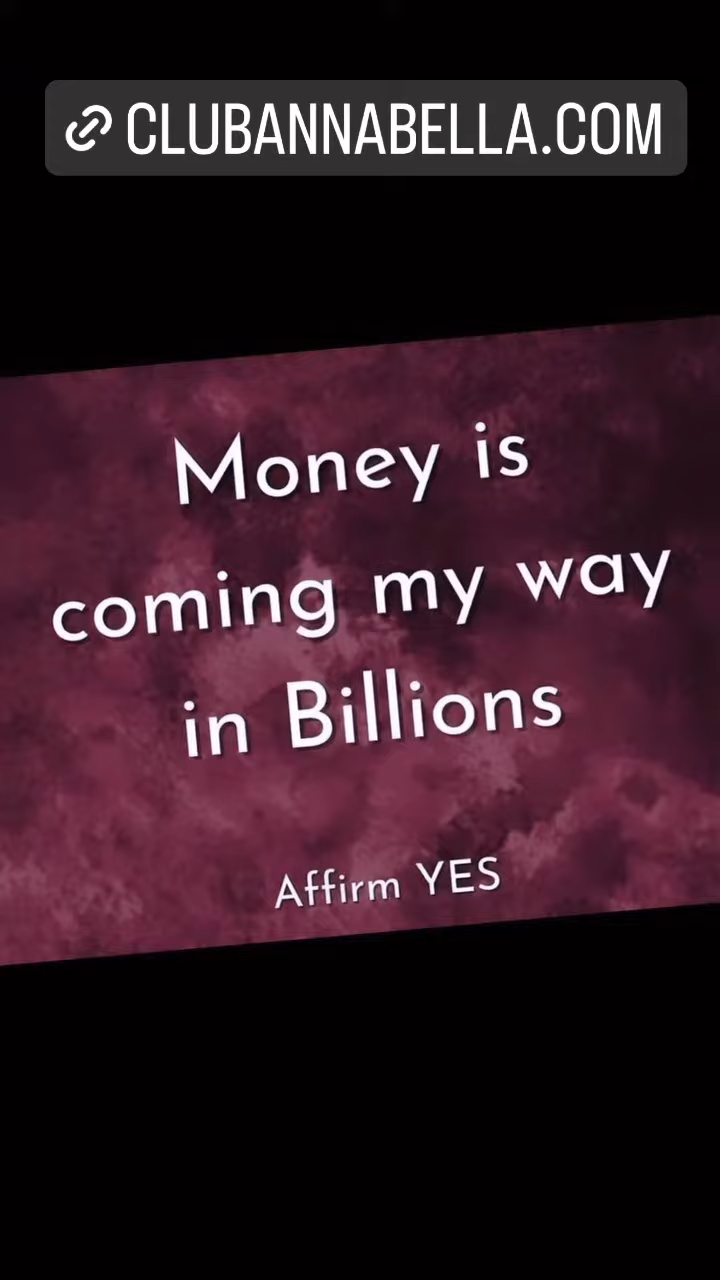 CLUBANNABELLA.COM
Money is
coming my way
in Billions
Affirm YES